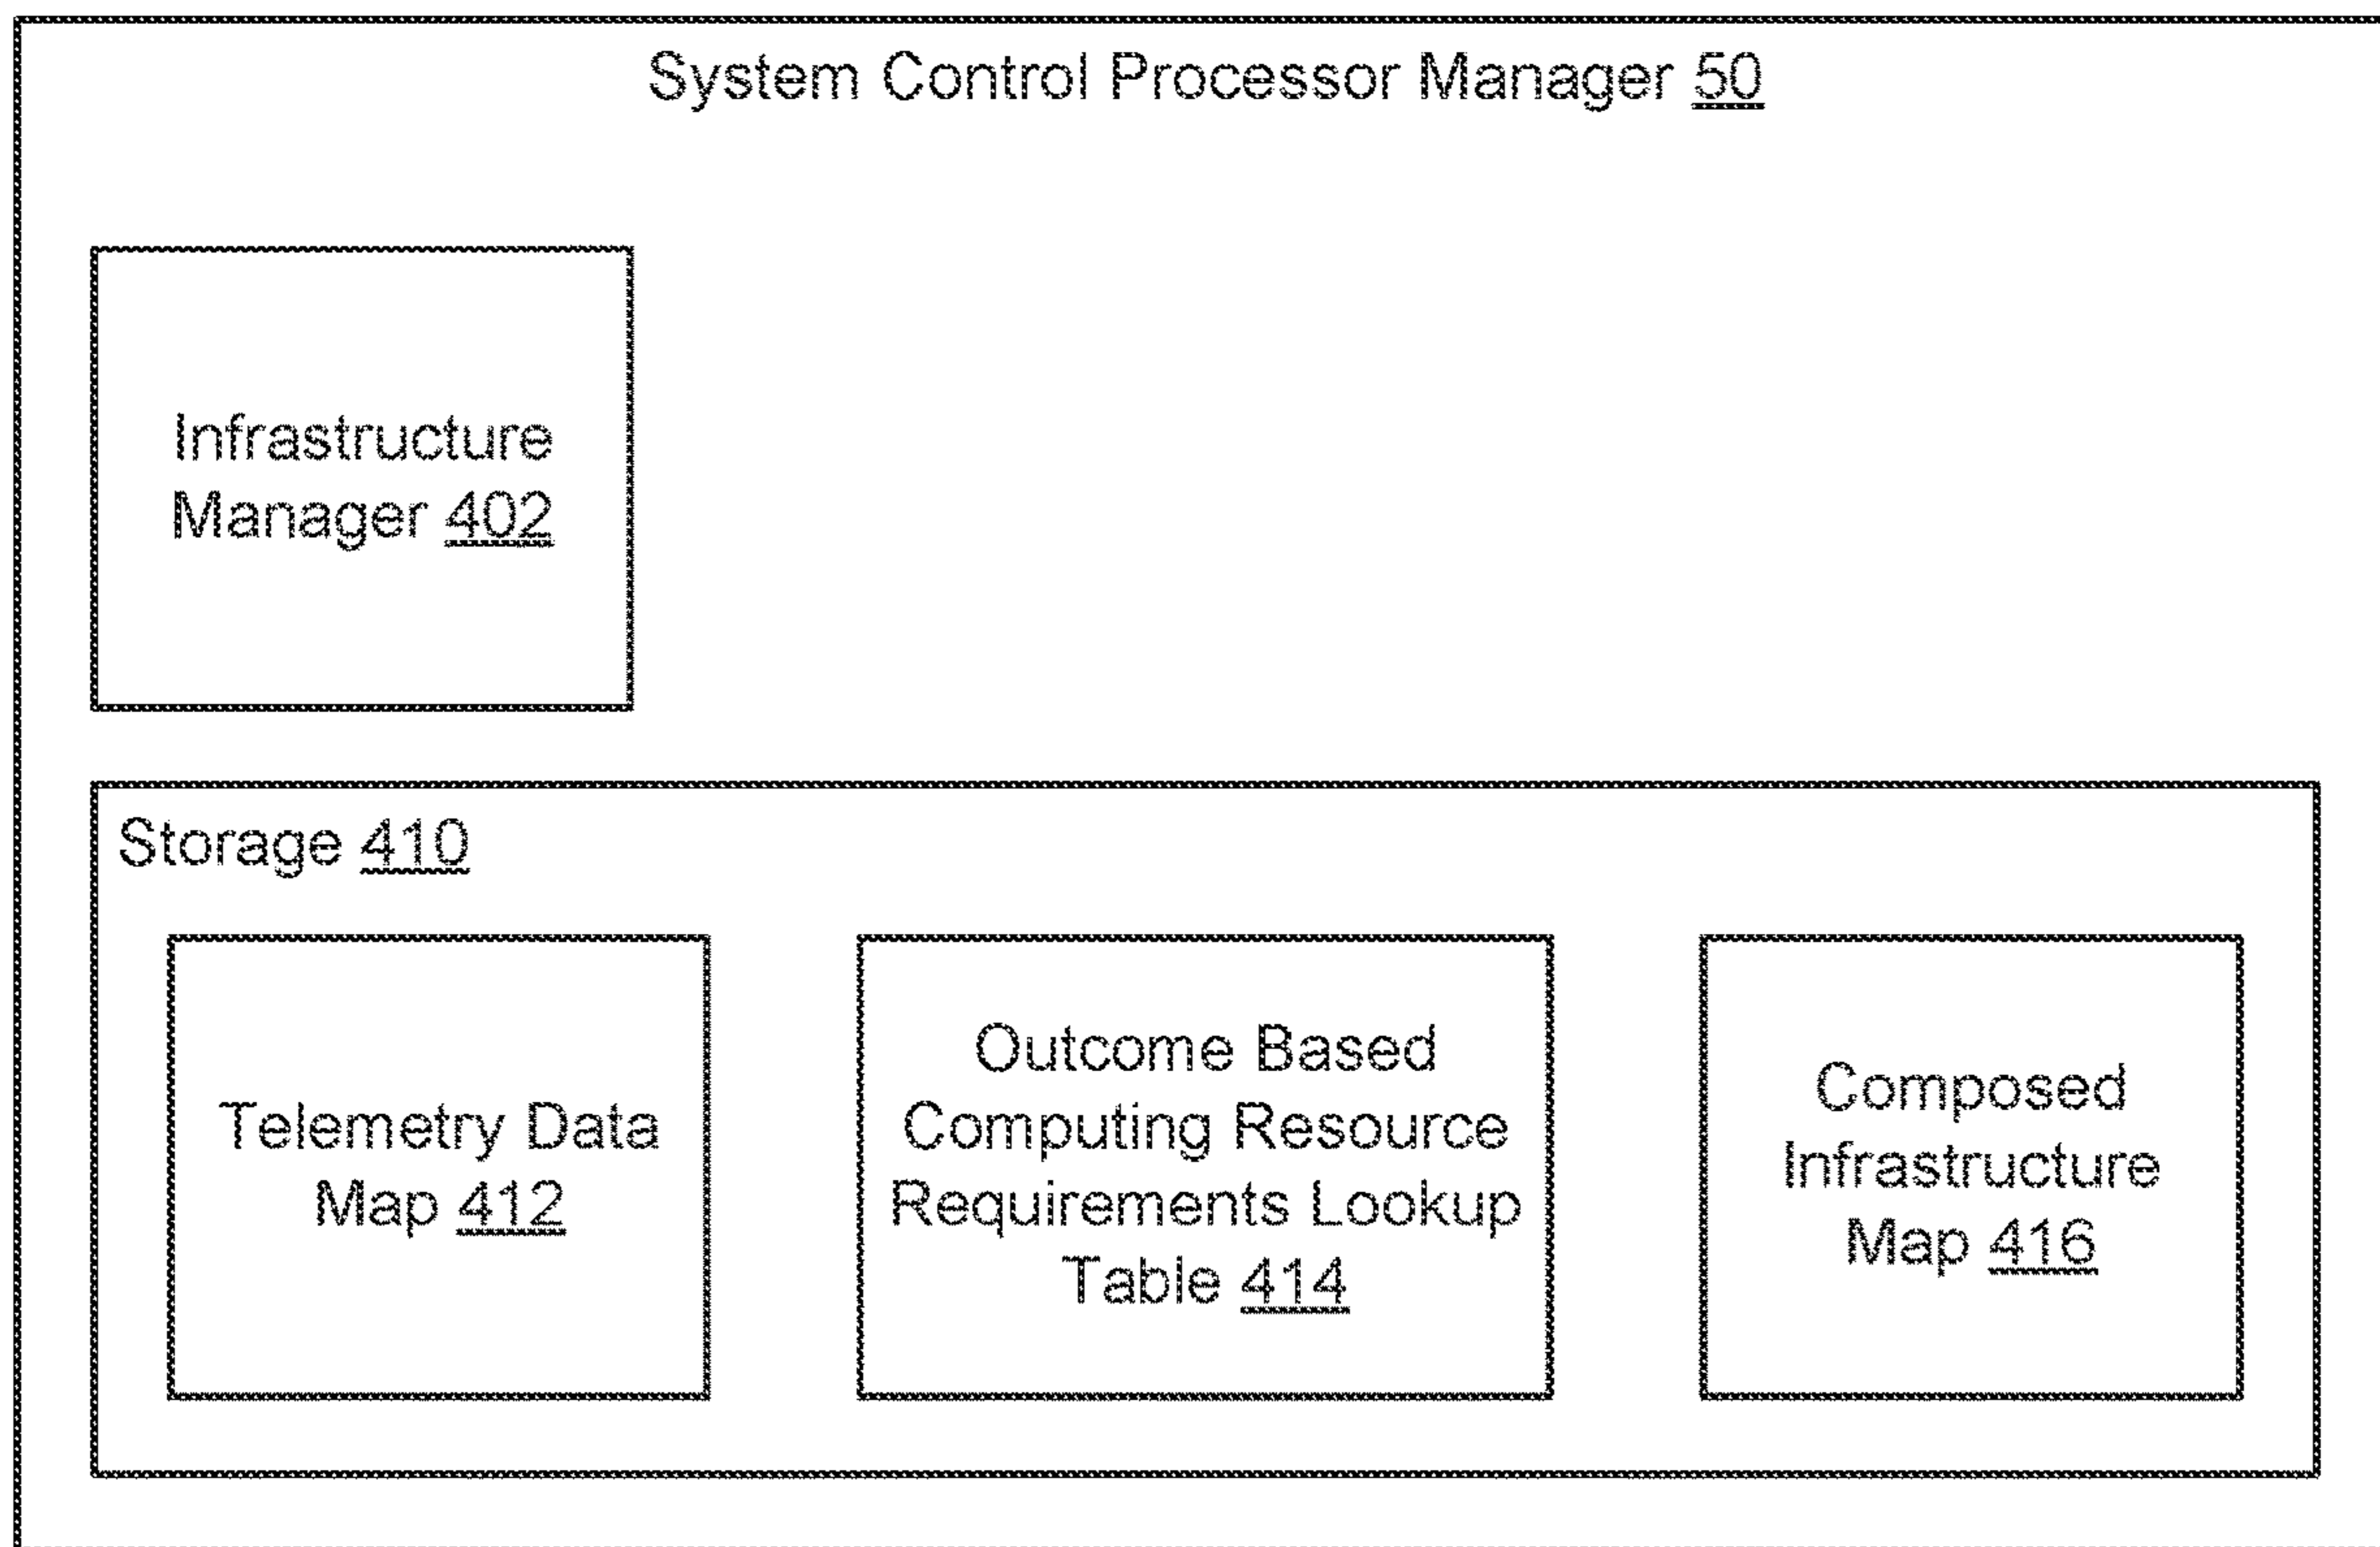 System Control Processor Manager 50
Infrastructure
Manager 402
Storage 410
Telemetry Data
Map 412
Outcome Based
Computing Resource
Requirements Lookup
Table 414
Composed
Infrastructure
Map 416